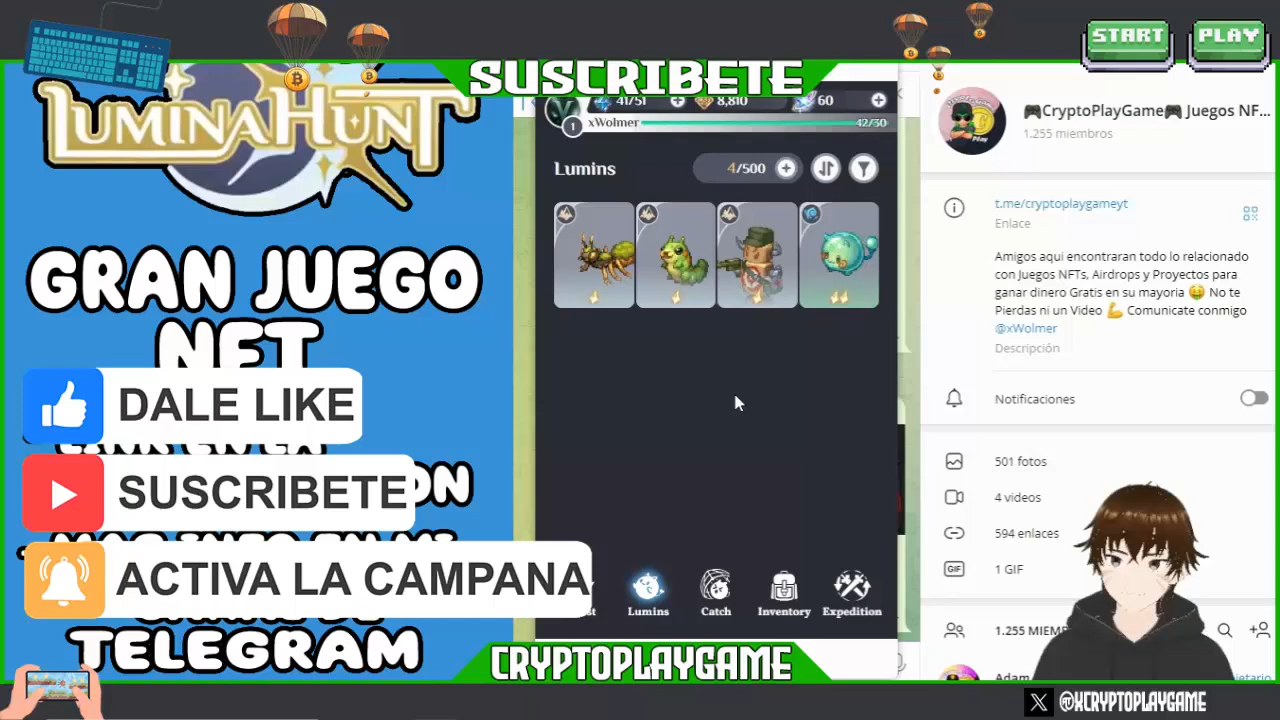 START
PLAY
SUSCRIBETE
LUMINAHUNT
GRAN JUEGO
NFT
DALE LIKE
SUSCRIBETE
ACTIVA LA CAMPANA
TELEGRAM
41/51
8,810
60
1
xWolmer
42/30
Lumins
4/500
Lumins
Catch
Inventory
Expedition
CRYPTOPLAYGAME
🎮CryptoPlayGame🎮 Juegos NF...
1.255 miembros
t.me/cryptoplaygameyt
Enlace
Amigos aqui encontraran todo lo relacionado
con Juegos NFTs, Airdrops y Proyectos para
ganar dinero Gratis en su mayoria 🤑 No te
Pierdas ni un Video 💪 Comunicate conmigo
@xWolmer
Descripción
Notificaciones
501 fotos
4 videos
594 enlaces
GIF
1 GIF
Adam
@XCRYPTOPLAYGAME